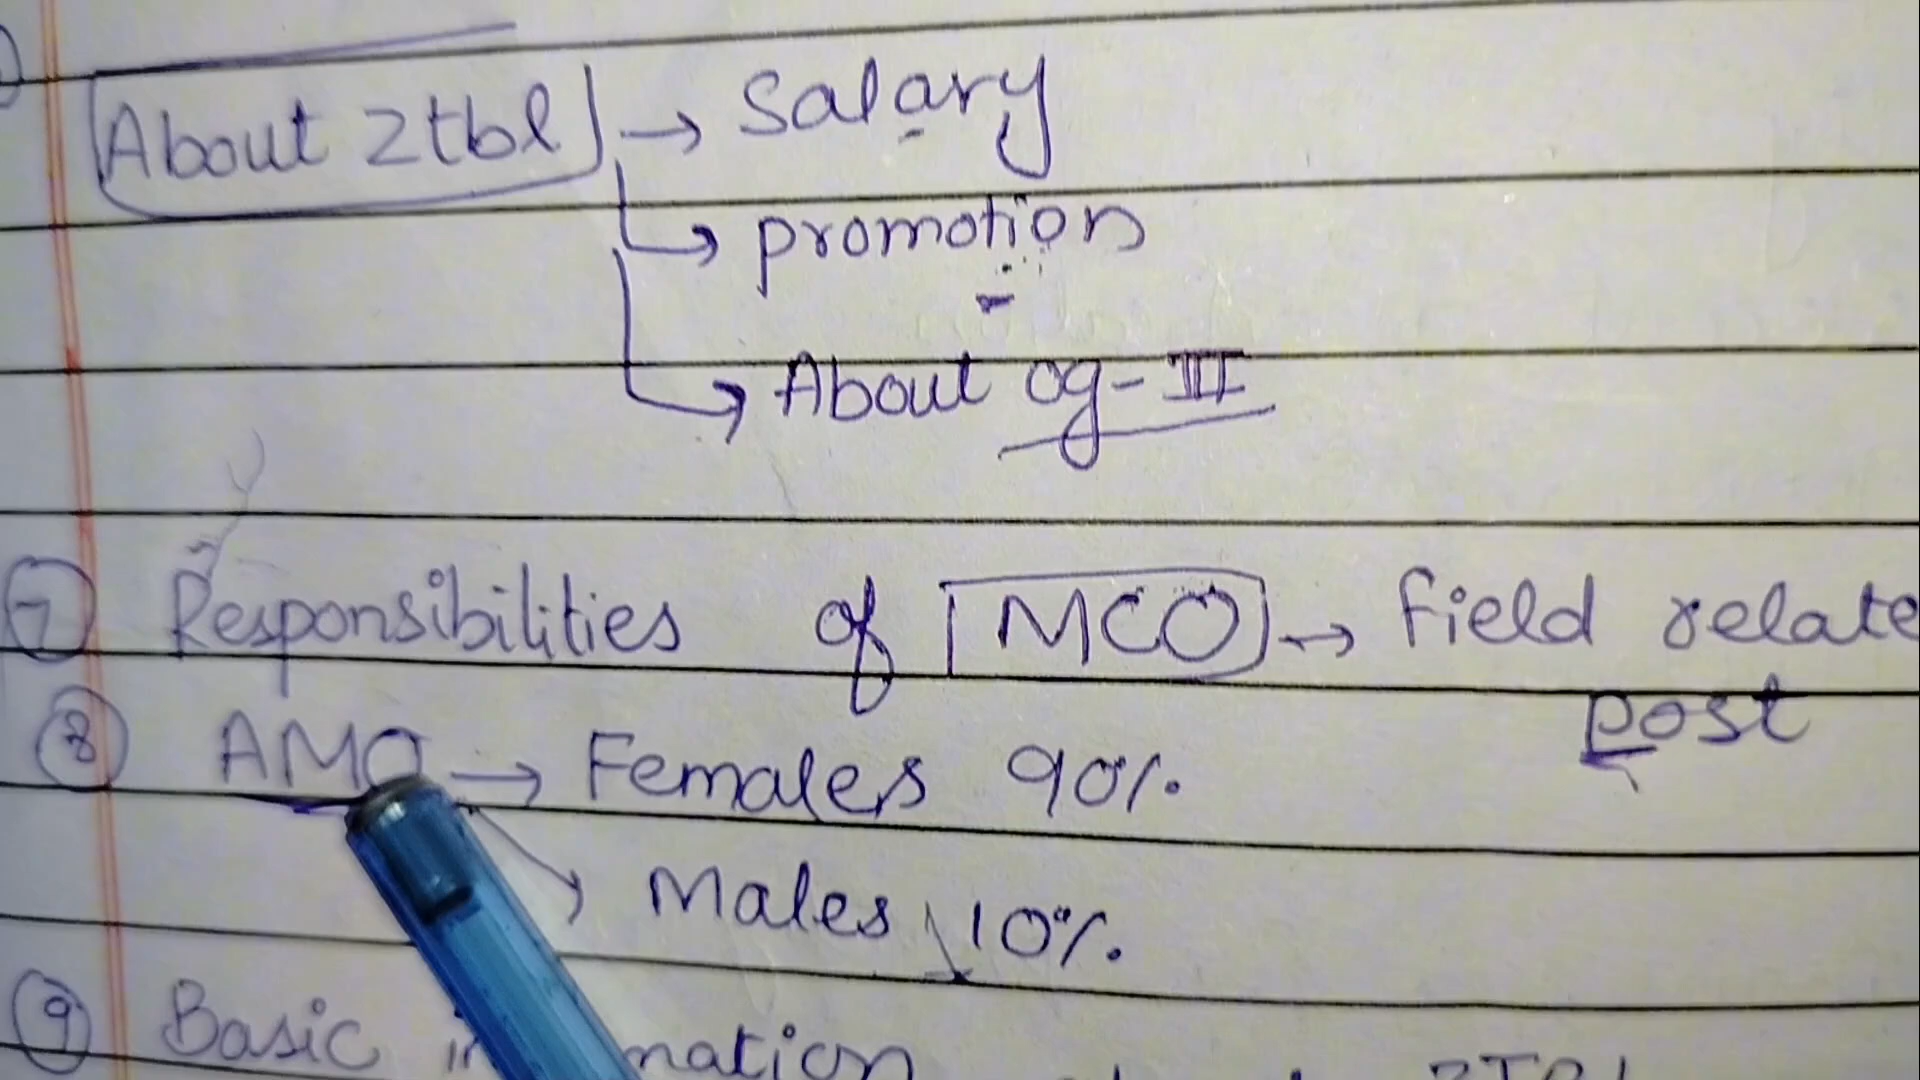 About ztbl → Salary
↳ promotion
↳ About og-III
7 Responsibilities of MCO → field relate
post
8 AMO → Females 90%
Males 10%
9 Basic